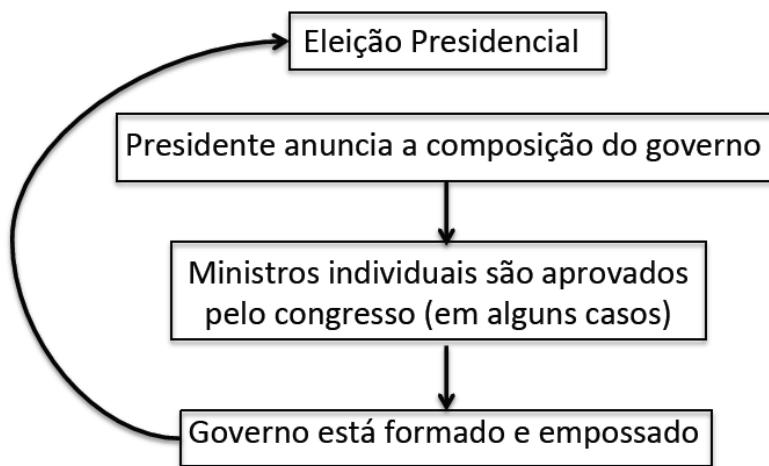 Eleição Presidencial
Presidente anuncia a composição do governo
Ministros individuais são aprovados
pelo congresso (em alguns casos)
Governo está formado e empossado